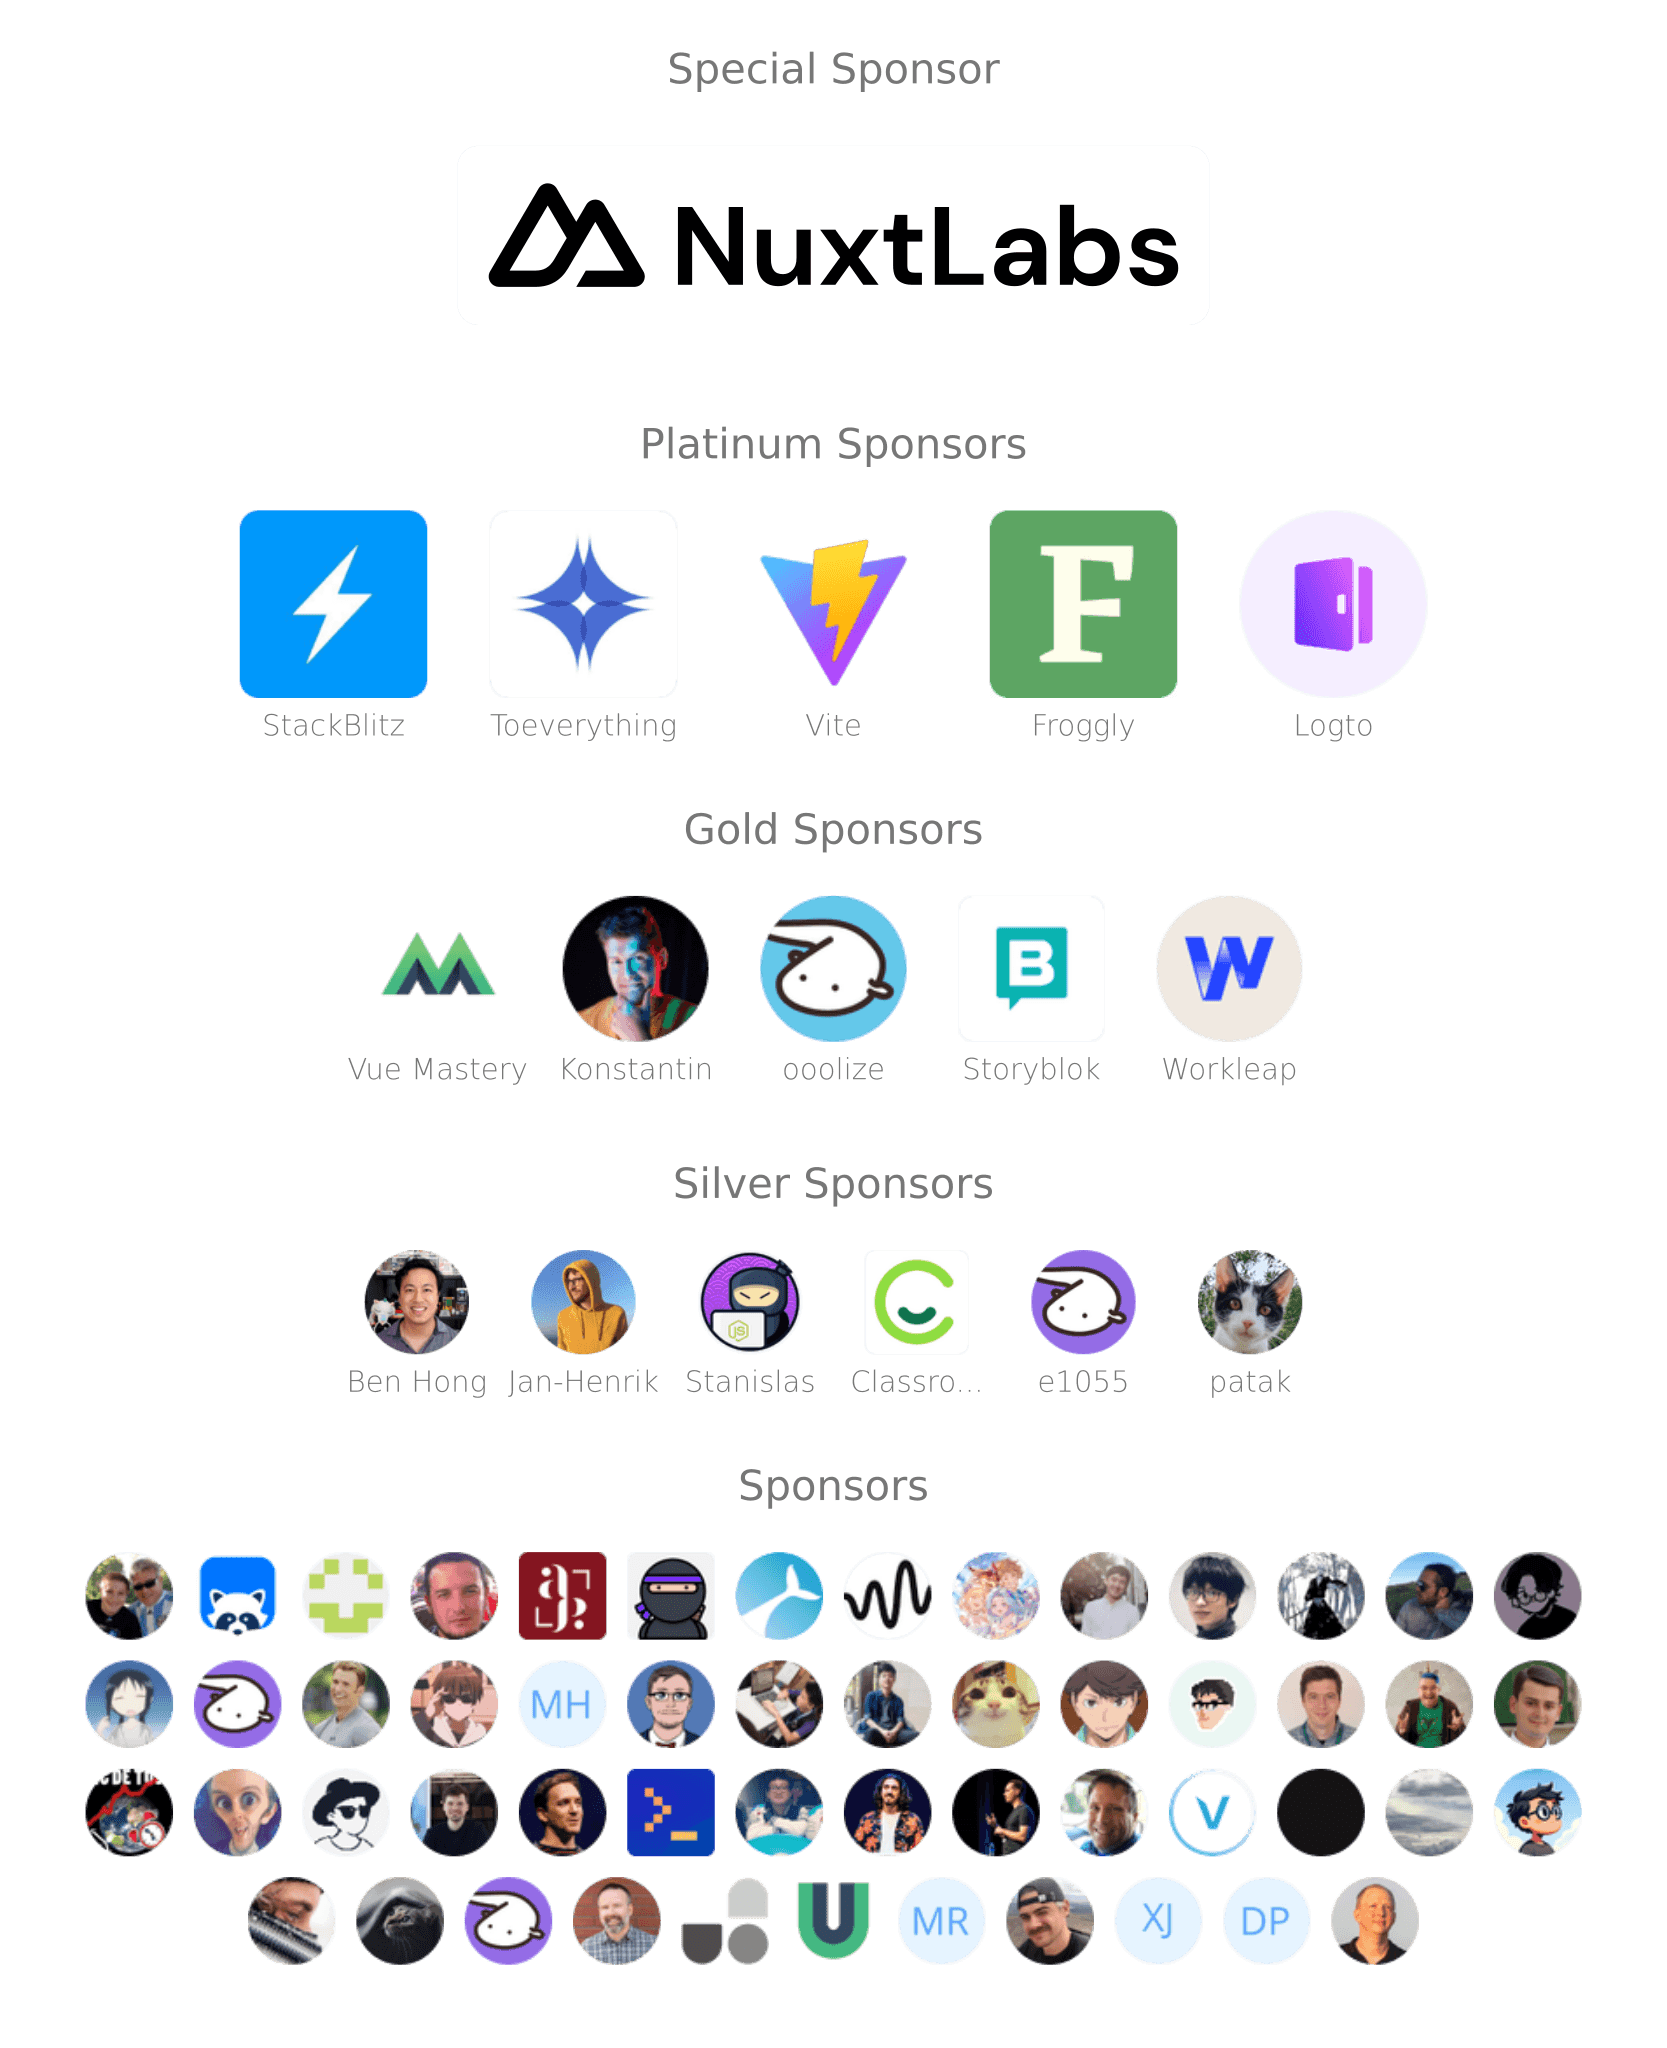 Special Sponsor
NuxtLabs
Platinum Sponsors
F
StackBlitz Toeverything Vite Froggly Logto
Gold Sponsors
B W
Vue Mastery Konstantin ooolize Storyblok Workleap
Silver Sponsors
JS
Ben Hong Jan-Henrik Stanislas Classro... e1055 patak
Sponsors
MH
>_ V
U MR XJ DP